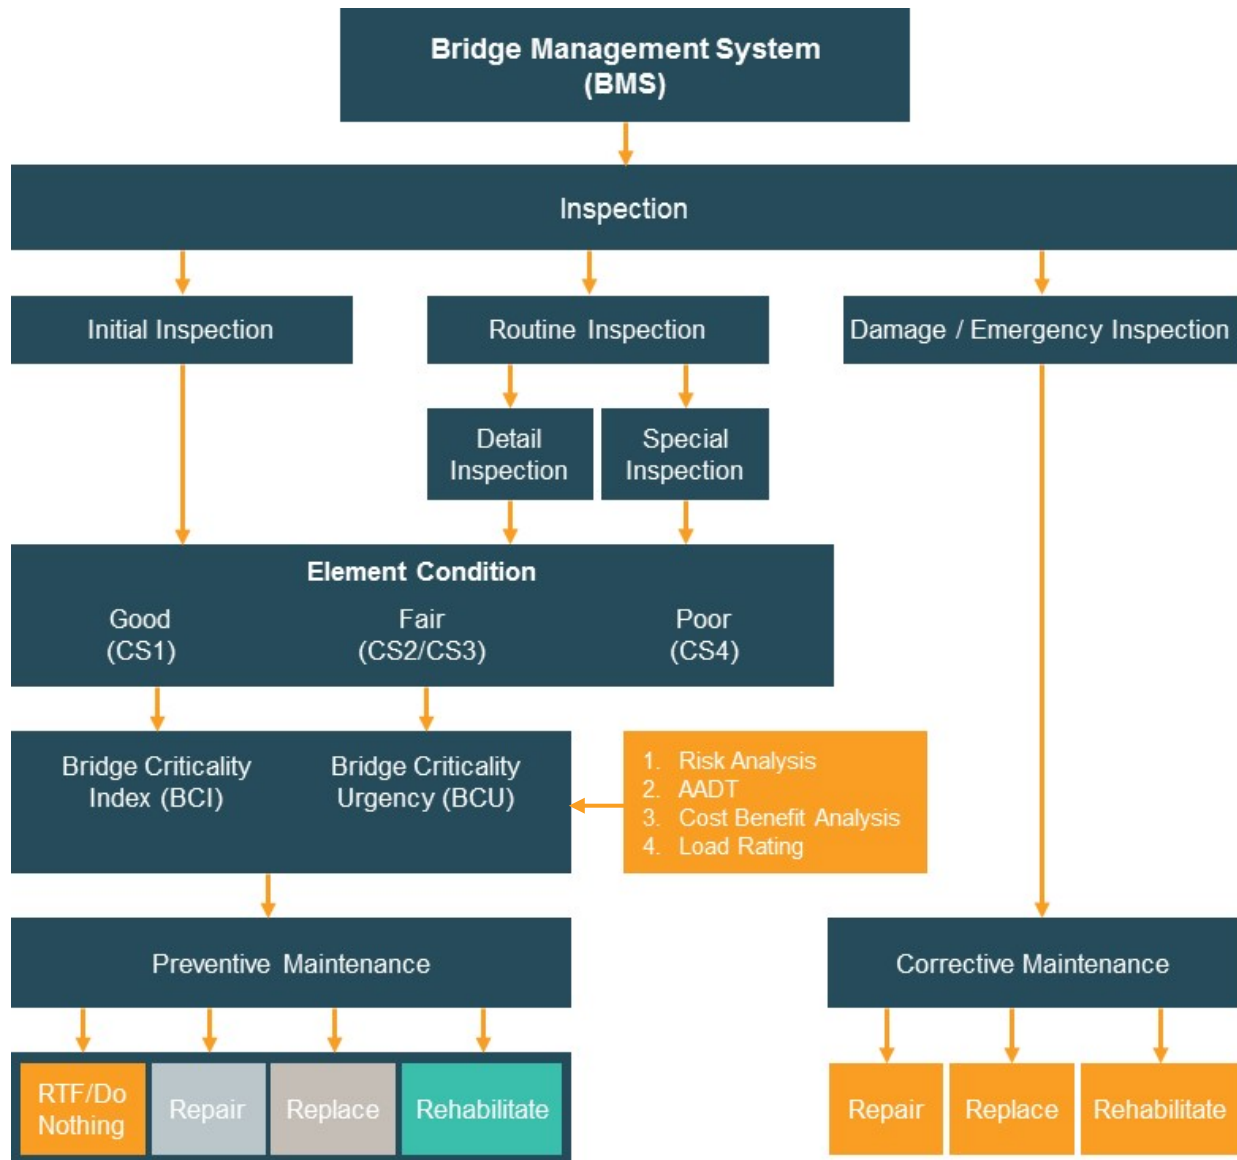 Bridge Management System
(BMS)
Inspection
Initial Inspection
Routine Inspection
Damage / Emergency Inspection
Detail
Inspection
Special
Inspection
Element Condition
Good
(CS1)
Fair
(CS2/CS3)
Poor
(CS4)
Bridge Criticality
Index (BCI)
Bridge Criticality
Urgency (BCU)
1. Risk Analysis
2. AADT
3. Cost Benefit Analysis
4. Load Rating
Preventive Maintenance
Corrective Maintenance
RTF/Do
Nothing
Repair
Replace
Rehabilitate
Repair
Replace
Rehabilitate